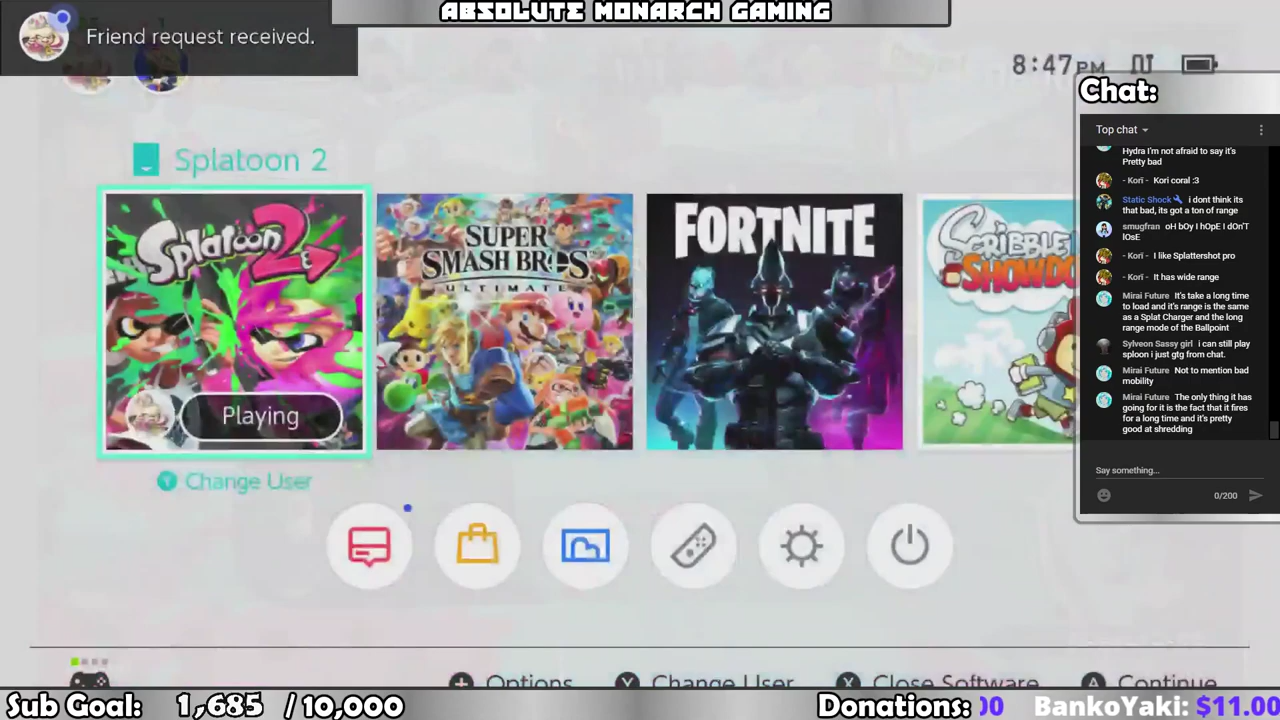 ABSOLUTE MONARCH GAMING
Friend request received.
8:47 PM
Splatoon 2
Splatoon 2
Playing
SUPER
SMASH BROS.
ULTIMATE
FORTNITE
SCRIBBLE
SHOWDO
Y Change User
Chat:
Top chat
Hydra I'm not afraid to say it's
Pretty bad
- Kori - Kori coral :3
Static Shock i dont think its
that bad, its got a ton of range
smugfran oH bOy I hOpE I dOn'T
lOsE
- Kori - I like Splattershot pro
- Kori - It has wide range
Mirai Future It's take a long time
to load and it's range is the same
as a Splat Charger and the long
range mode of the Ballpoint
Sylveon Sassy girl i can still play
sploon i just gtg from chat.
Mirai Future Not to mention bad
mobility
Mirai Future The only thing it has
going for it is the fact that it fires
for a long time and it's pretty
good at shredding
Say something...
0/200
+ Options Y Change User X Close Software A Continue
Sub Goal: 1,685 / 10,000
Donations: 00 BankoYaki: $11.00